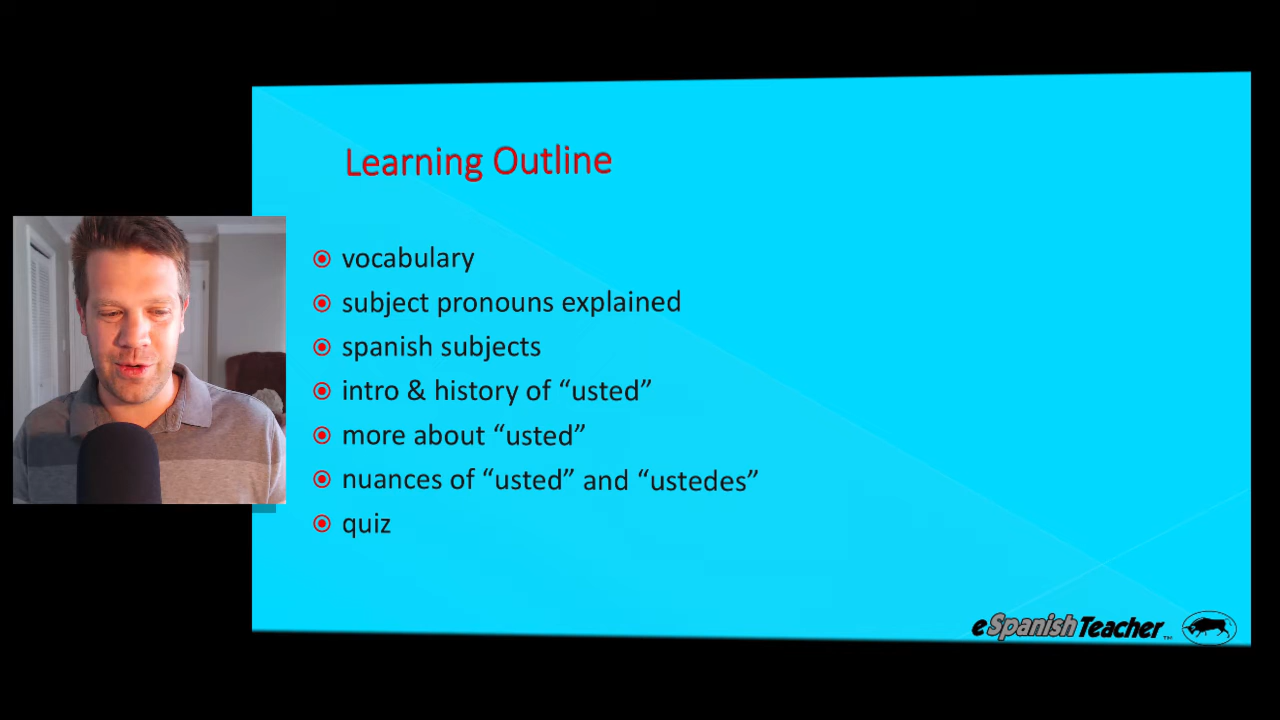 Learning Outline
vocabulary
subject pronouns explained
spanish subjects
intro & history of “usted”
more about “usted”
nuances of “usted” and “ustedes”
quiz
eSpanishTeacher™